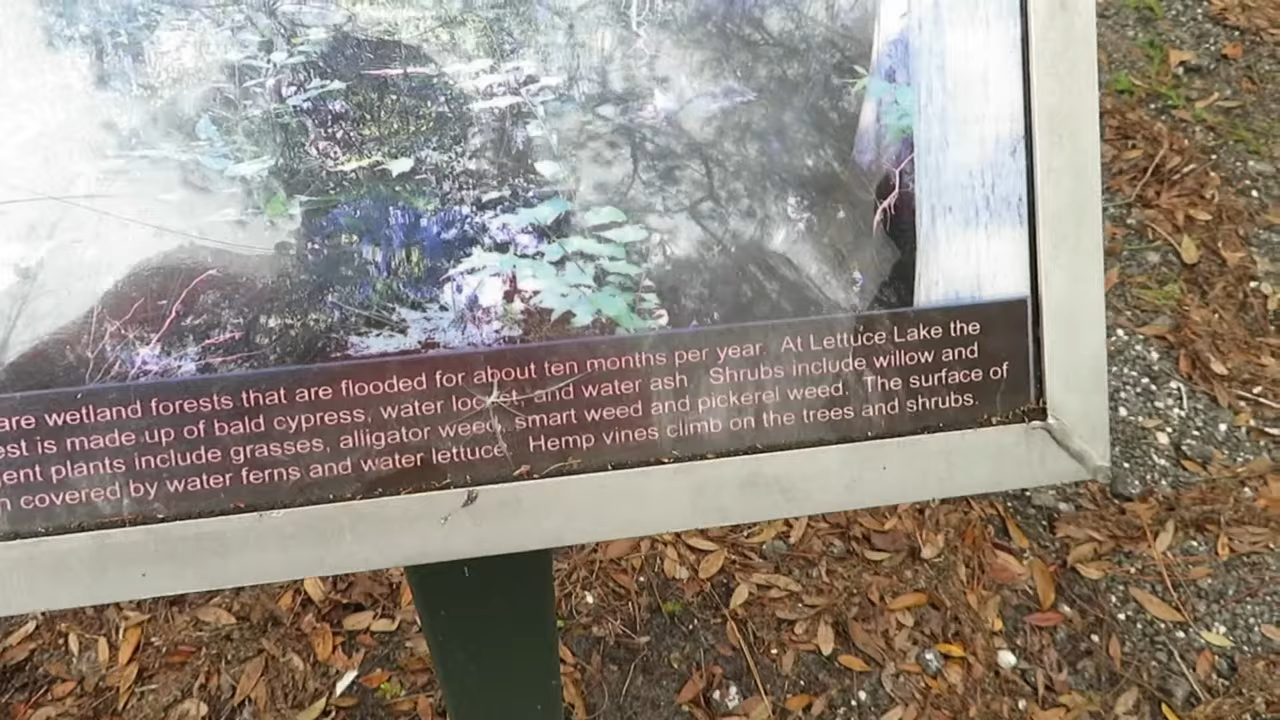 are wetland forests that are flooded for about ten months per year. At Lettuce Lake the
est is made up of bald cypress, water locust, and water ash. Shrubs include willow and
ent plants include grasses, alligator weed, smart weed and pickerel weed. The surface of
n covered by water ferns and water lettuce. Hemp vines climb on the trees and shrubs.